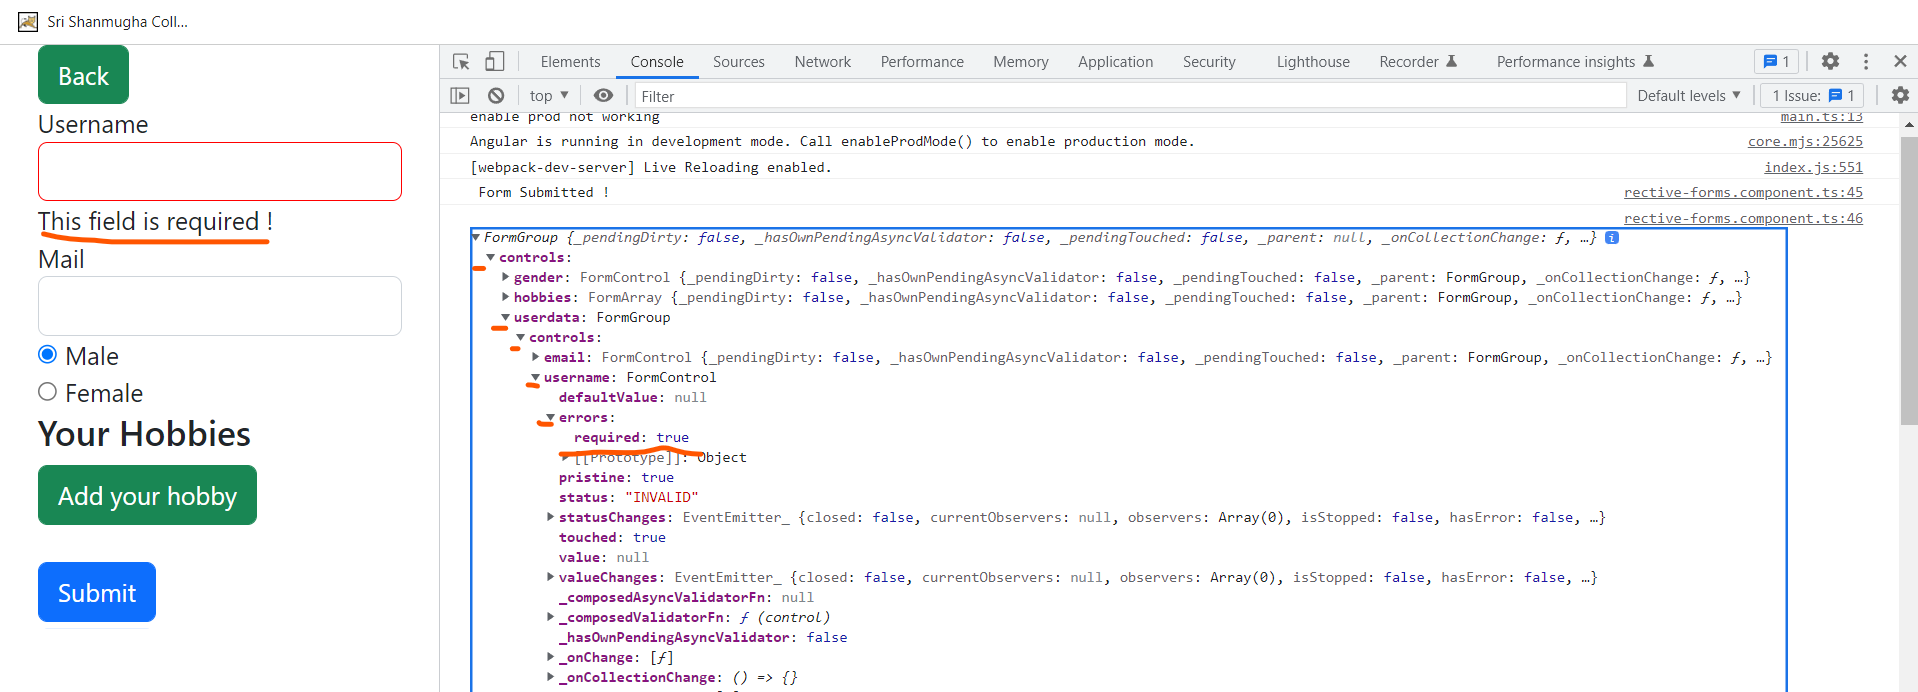 Sri Shanmugha Coll...
Back
Username
This field is required !
Mail
Male
Female
Your Hobbies
Add your hobby
Submit
Elements Console Sources Network Performance Memory Application Security Lighthouse Recorder Performance insights 1
top Filter Default levels 1 Issue: 1
enable prod not working main.ts:13
Angular is running in development mode. Call enableProdMode() to enable production mode. core.mjs:25625
[webpack-dev-server] Live Reloading enabled. index.js:551
Form Submitted ! rective-forms.component.ts:45
rective-forms.component.ts:46
FormGroup {_pendingDirty: false, _hasOwnPendingAsyncValidator: false, _pendingTouched: false, _parent: null, _onCollectionChange: ƒ, …} i
controls:
gender: FormControl {_pendingDirty: false, _hasOwnPendingAsyncValidator: false, _pendingTouched: false, _parent: FormGroup, _onCollectionChange: ƒ, …}
hobbies: FormArray {_pendingDirty: false, _hasOwnPendingAsyncValidator: false, _pendingTouched: false, _parent: FormGroup, _onCollectionChange: ƒ, …}
userdata: FormGroup
controls:
email: FormControl {_pendingDirty: false, _hasOwnPendingAsyncValidator: false, _pendingTouched: false, _parent: FormGroup, _onCollectionChange: ƒ, …}
username: FormControl
defaultValue: null
errors:
required: true
[[Prototype]]: Object
pristine: true
status: "INVALID"
statusChanges: EventEmitter_ {closed: false, currentObservers: null, observers: Array(0), isStopped: false, hasError: false, …}
touched: true
value: null
valueChanges: EventEmitter_ {closed: false, currentObservers: null, observers: Array(0), isStopped: false, hasError: false, …}
_composedAsyncValidatorFn: null
_composedValidatorFn: ƒ (control)
_hasOwnPendingAsyncValidator: false
_onChange: [ƒ]
_onCollectionChange: () => {}